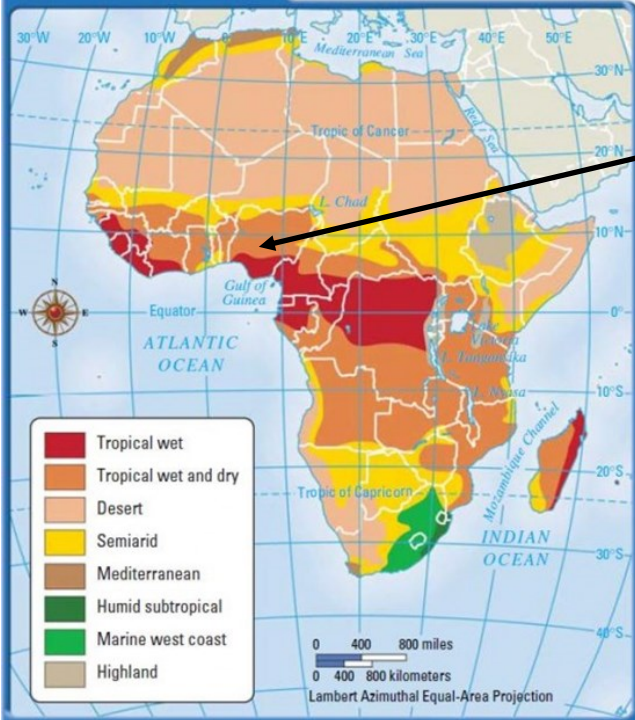 30°W 20°W 10°W 0° 10°E 20°E 30°E 40°E 50°E
Mediterranean Sea
30°N
Red Sea
Tropic of Cancer
20°N
L. Chad
10°N
Gulf of
Guinea
N
W E
S
Equator
0°
Lake
Victoria
ATLANTIC
OCEAN
L. Tanganyika
10°S
L. Nyasa
Mozambique Channel
20°S
Tropic of Capricorn
INDIAN
OCEAN
30°S
40°S
Tropical wet
Tropical wet and dry
Desert
Semiarid
Mediterranean
Humid subtropical
Marine west coast
Highland
0 400 800 miles
0 400 800 kilometers
Lambert Azimuthal Equal-Area Projection